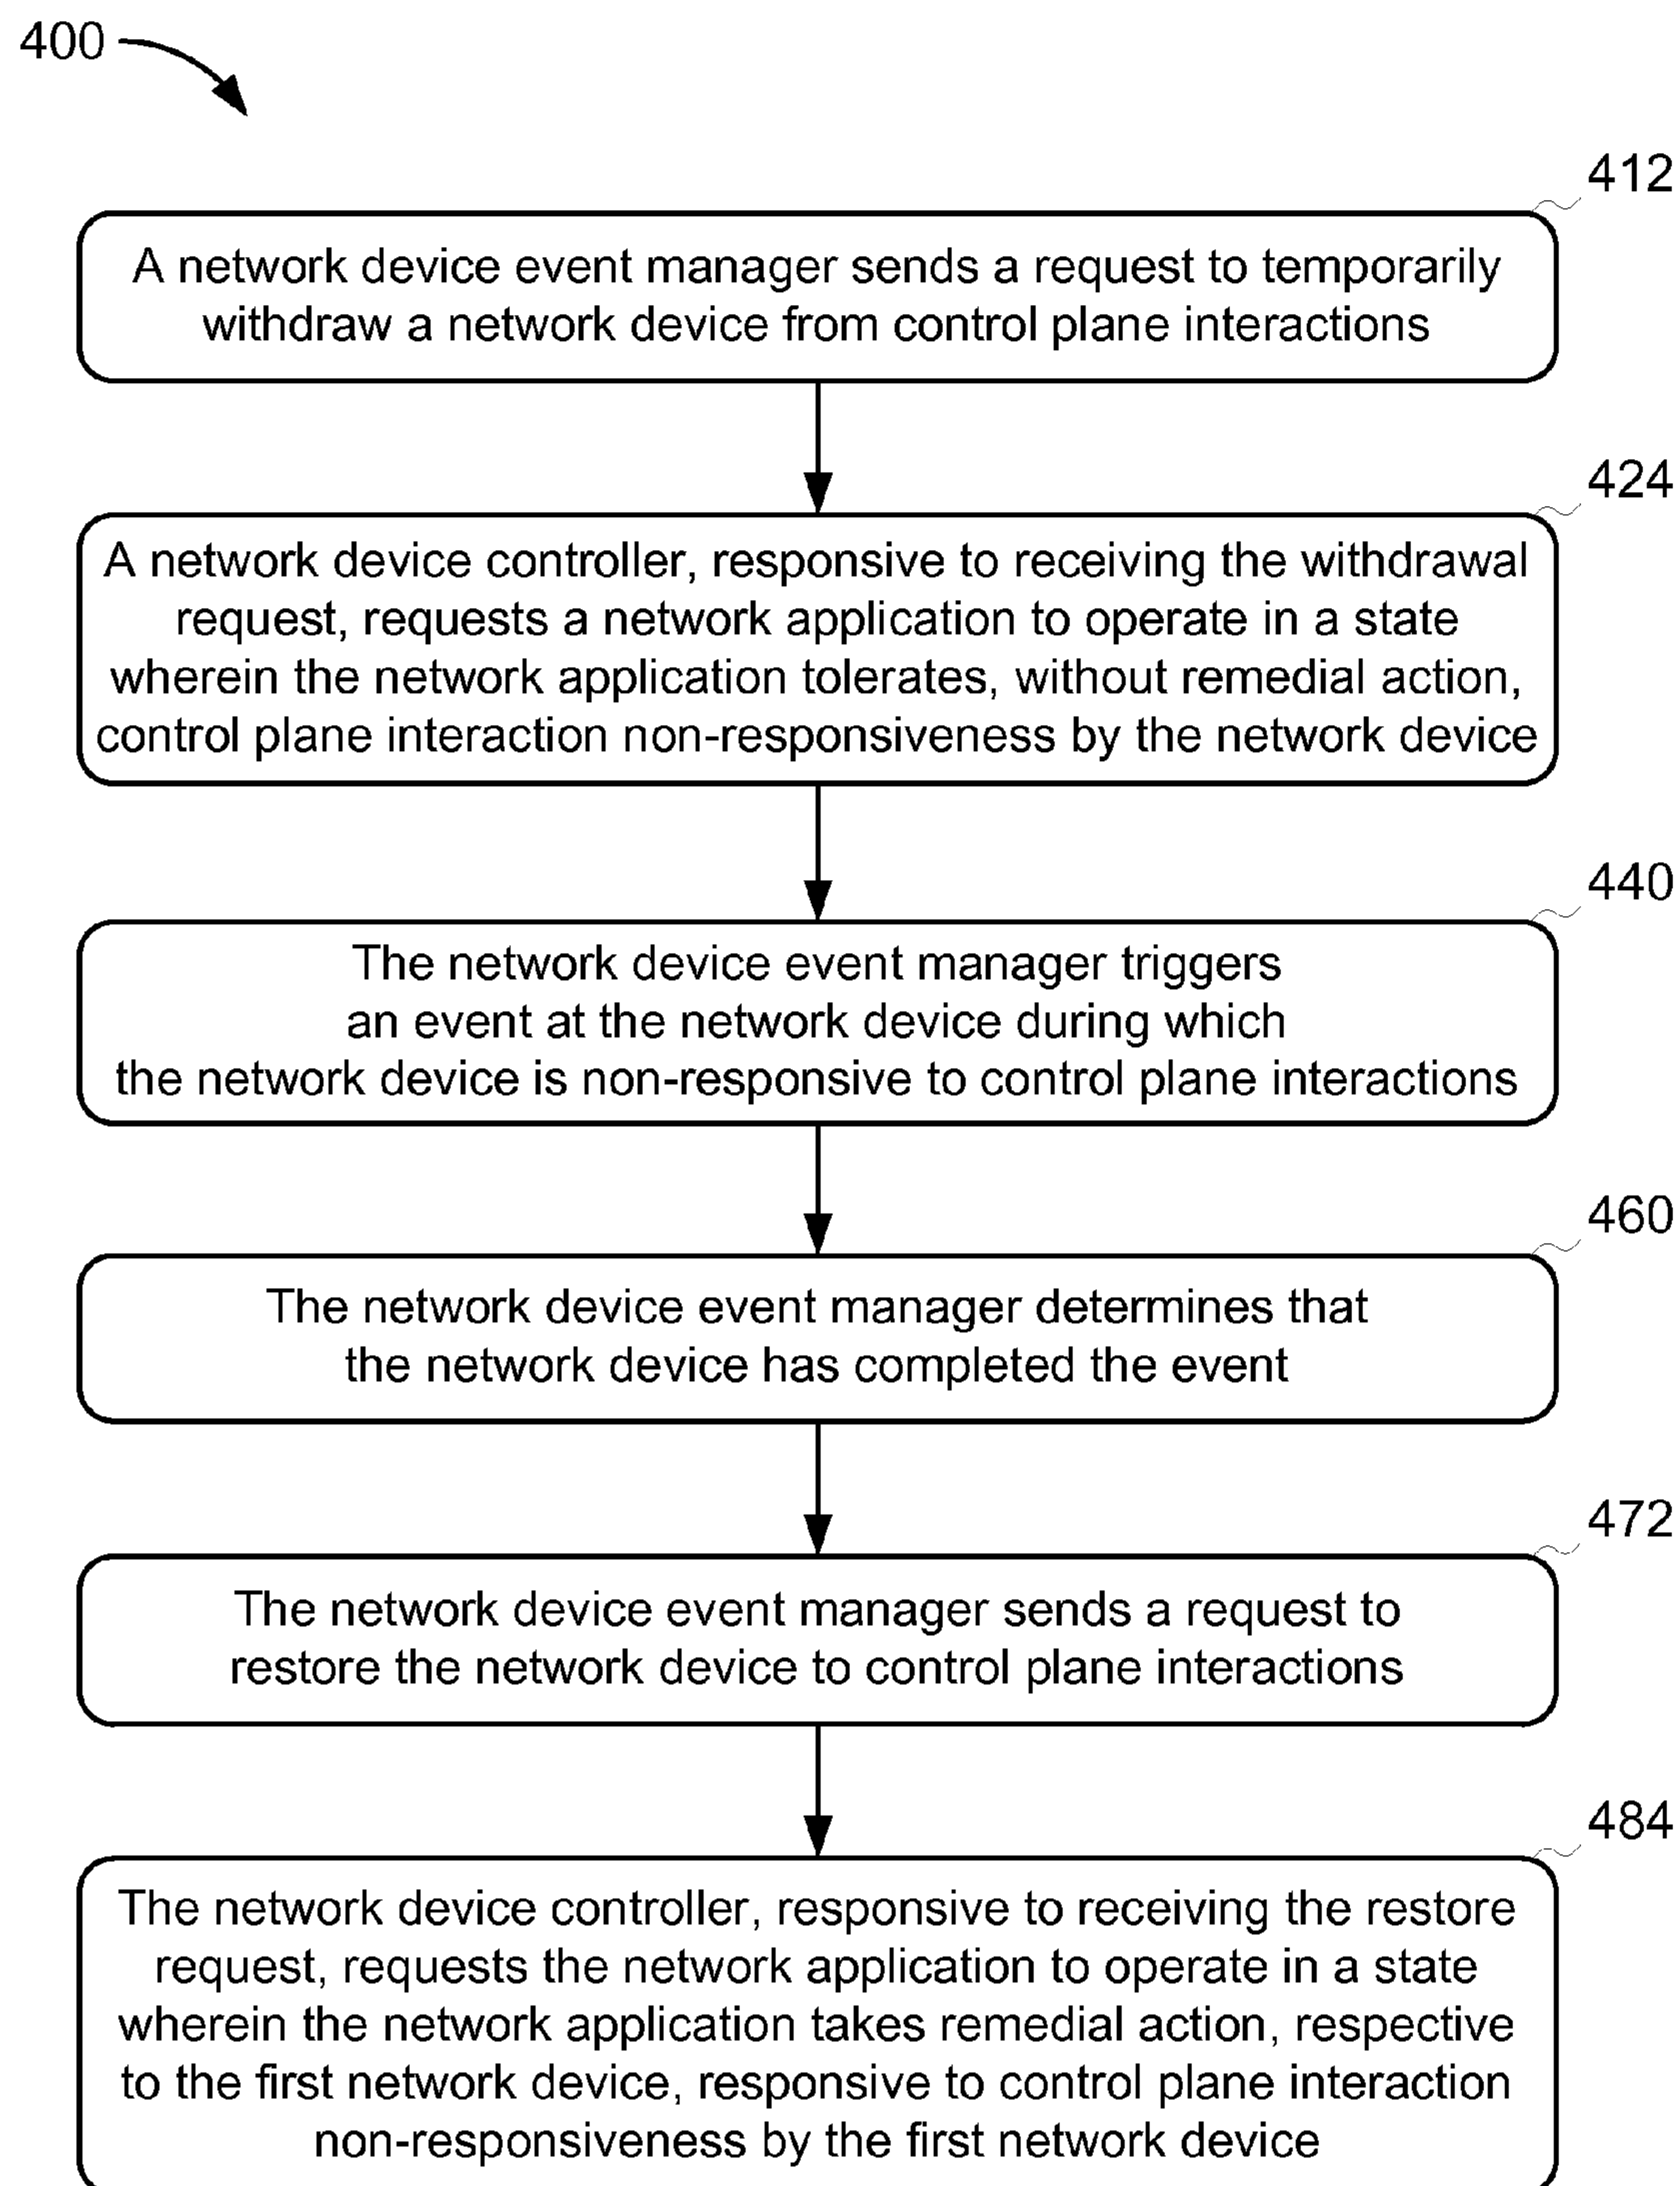 400
412
A network device event manager sends a request to temporarily
withdraw a network device from control plane interactions
424
A network device controller, responsive to receiving the withdrawal
request, requests a network application to operate in a state
wherein the network application tolerates, without remedial action,
control plane interaction non-responsiveness by the network device
440
The network device event manager triggers
an event at the network device during which
the network device is non-responsive to control plane interactions
460
The network device event manager determines that
the network device has completed the event
472
The network device event manager sends a request to
restore the network device to control plane interactions
484
The network device controller, responsive to receiving the restore
request, requests the network application to operate in a state
wherein the network application takes remedial action, respective
to the first network device, responsive to control plane interaction
non-responsiveness by the first network device